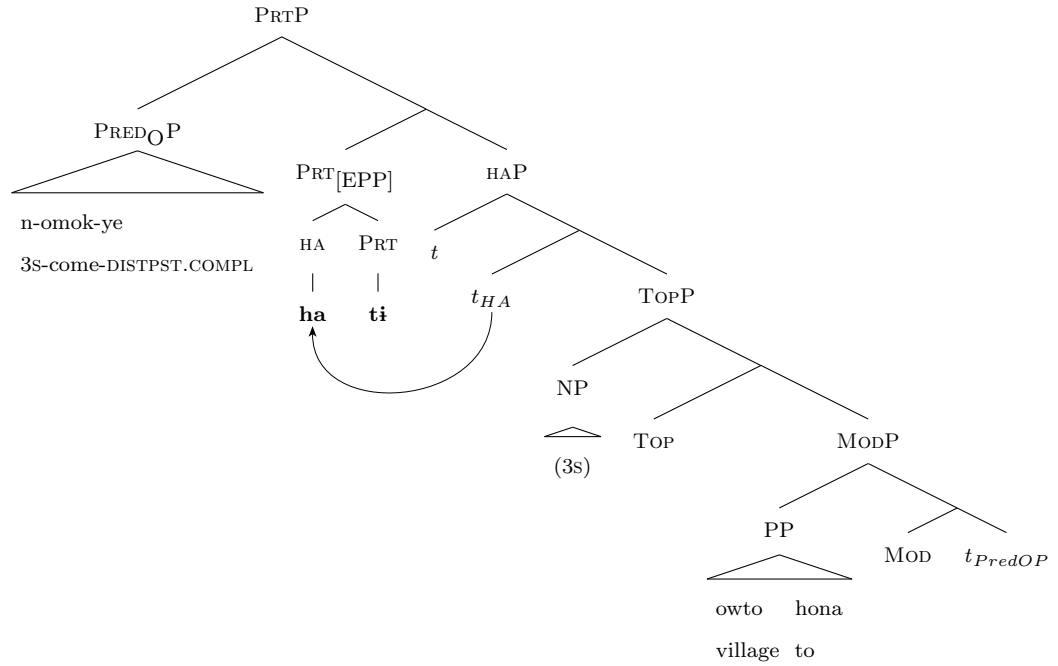 PRTP
PREDOP
PRT[EPP]
HAP
n-omok-ye
HA
PRT
t
3S-come-DISTPST.COMPL
ha
tɨ
tHA
TOPP
NP
TOP
MODP
(3S)
PP
MOD
tPredOP
owto hona
village to